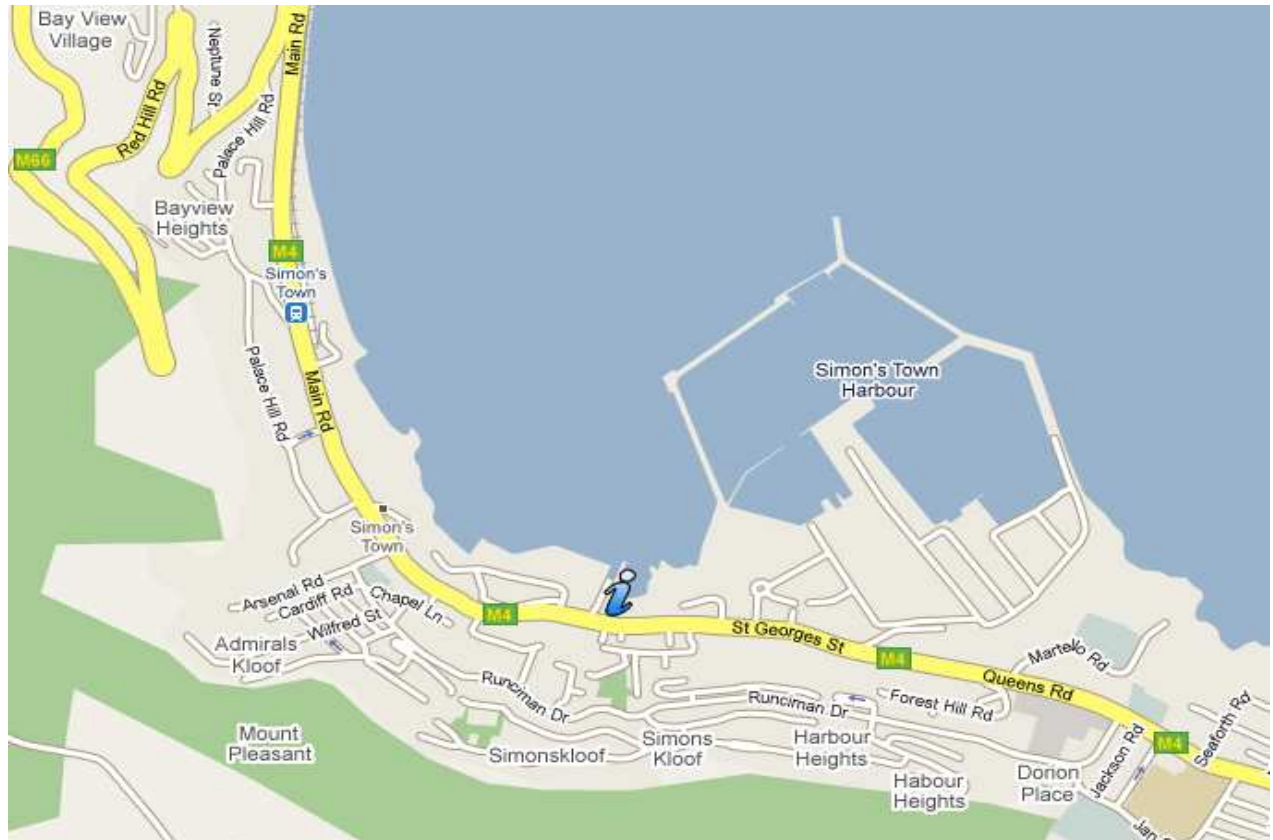 Bay View
Village
Neptune St
Main Rd
Red Hill Rd
Palace Hill Rd
M66
Bayview
Heights
M4
Simon's
Town
Simon's Town
Harbour
Palace Hill Rd
Main Rd
Simon's
Town
Arsenal Rd
Cardiff Rd
Chapel Ln
Wilfred St
M4
St Georges St
M4
Martello Rd
Admirals
Kloof
Queens Rd
Runciman Dr
Runciman Dr
Forest Hill Rd
Seaforth Rd
Mount
Pleasant
Simonskloof
Simons
Kloof
Harbour
Heights
Jackson Rd
M4
Habour
Heights
Dorion
Place